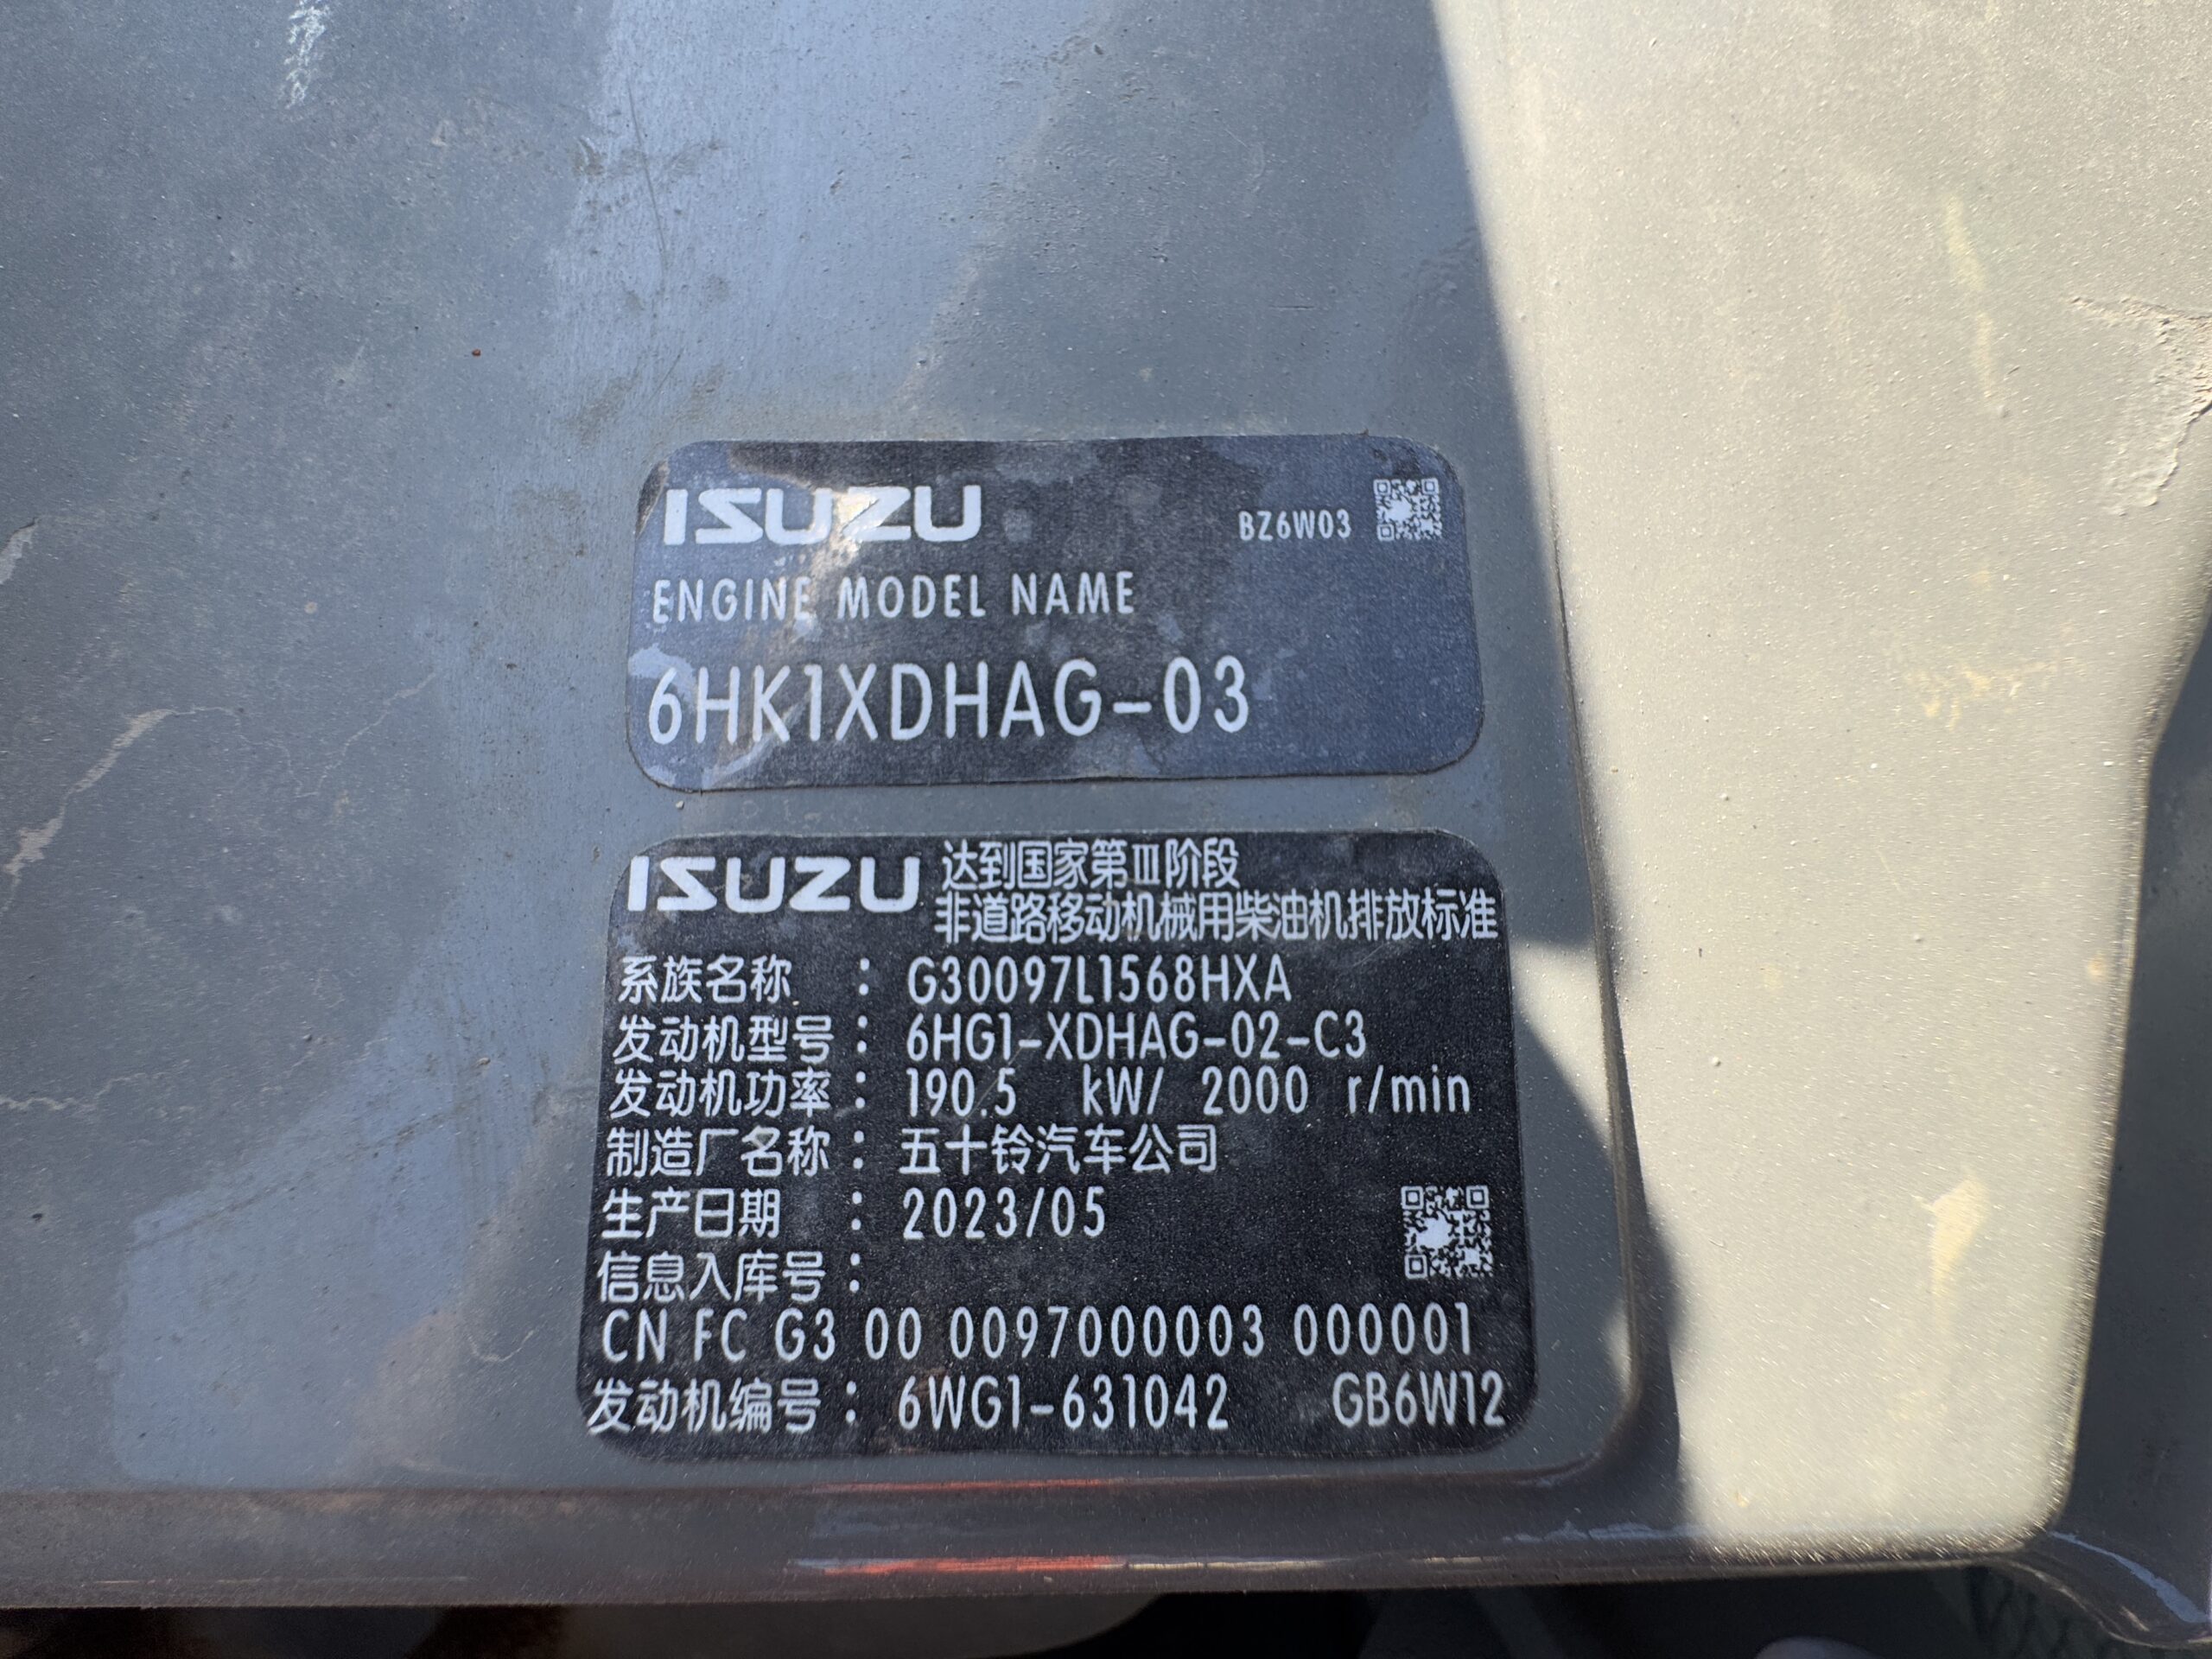 ISUZU BZ6W03
ENGINE MODEL NAME
6HK1XDHAG-03
ISUZU 达到国家第III阶段
非道路移动机械用柴油机排放标准
系族名称 : G30097L1568HXA
发动机型号: 6HG1-XDHAG-02-C3
发动机功率: 190.5 kW/ 2000 r/min
制造厂名称: 五十铃汽车公司
生产日期 : 2023/05
信息入库号:
CN FC G3 00 0097000003 000001
发动机编号: 6WG1-631042 GB6W12